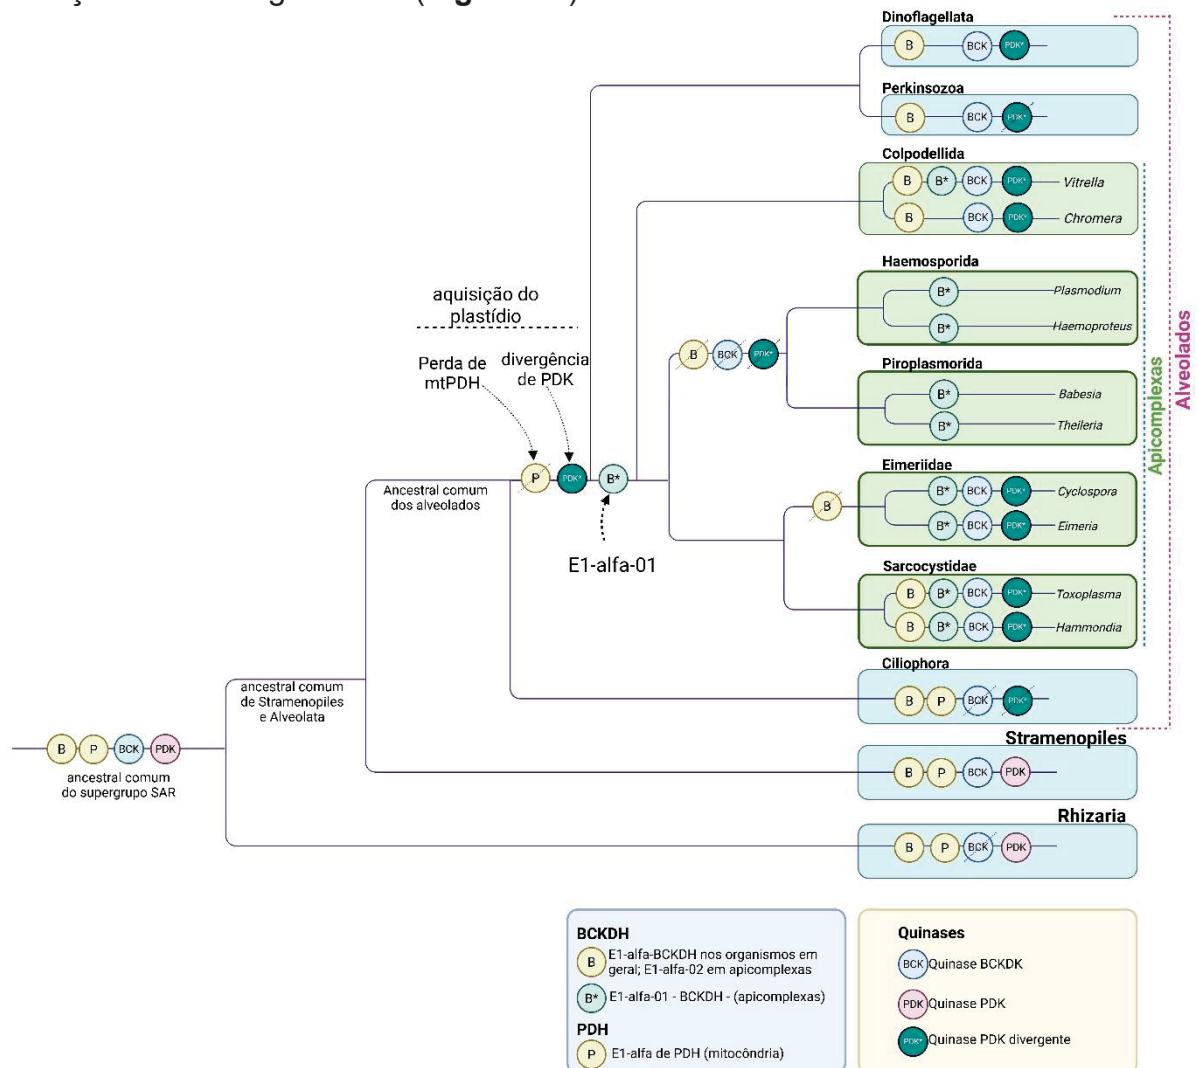 Dinoflagellata
B BCK PDK*
Perkinsozoa
B BCK PDK*
Colpodellida
B B* BCK PDK* Vitrella
B BCK PDK* Chromera
Haemosporida
B* Plasmodium
B* Haemoproteus
aquisição do
plastídio
Perda de
mtPDH
divergência
de PDK
B BCK PDK*
Piroplasmorida
B* Babesia
B* Theileria
Apicomplexas
Alveolados
P PDK* B*
Ancestral comum
dos alveolados
E1-alfa-01
Eimeriidae
B
B* BCK PDK* Cyclospora
B* BCK PDK* Eimeria
Sarcocystidae
B B* BCK PDK* Toxoplasma
B B* BCK PDK* Hammondia
Ciliophora
B P BCK PDK*
ancestral comum
de Stramenopiles
e Alveolata
B P BCK PDK
ancestral comum
do supergrupo SAR
Stramenopiles
B P BCK PDK
Rhizaria
B P BCK PDK
BCKDH
B E1-alfa-BCKDH nos organismos em
geral; E1-alfa-02 em apicomplexas
B* E1-alfa-01 - BCKDH - (apicomplexas)
PDH
P E1-alfa de PDH (mitocôndria)
Quinases
BCK Quinase BCKDK
PDK Quinase PDK
PDK* Quinase PDK divergente